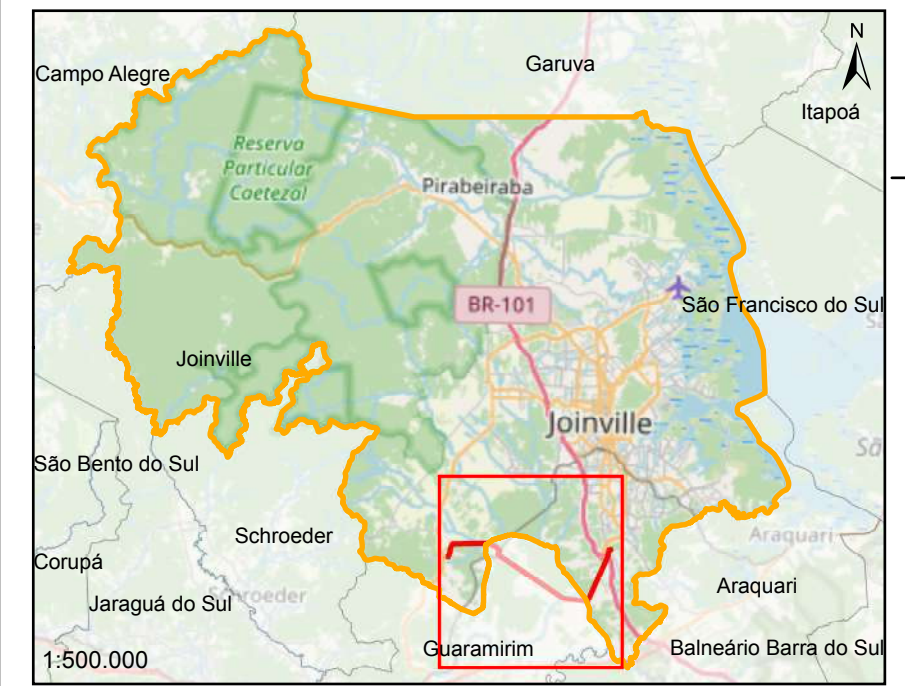 N
Campo Alegre
Garuva
Itapoá
Reserva
Particular
Caetezal
Pirabeiraba
BR-101
São Francisco do Sul
Joinville
Joinville
São Bento do Sul
Schroeder
Araquari
Corupá
Araquari
Schroeder
Jaraguá do Sul
Guaramirim
Balneário Barra do Sul
1:500.000